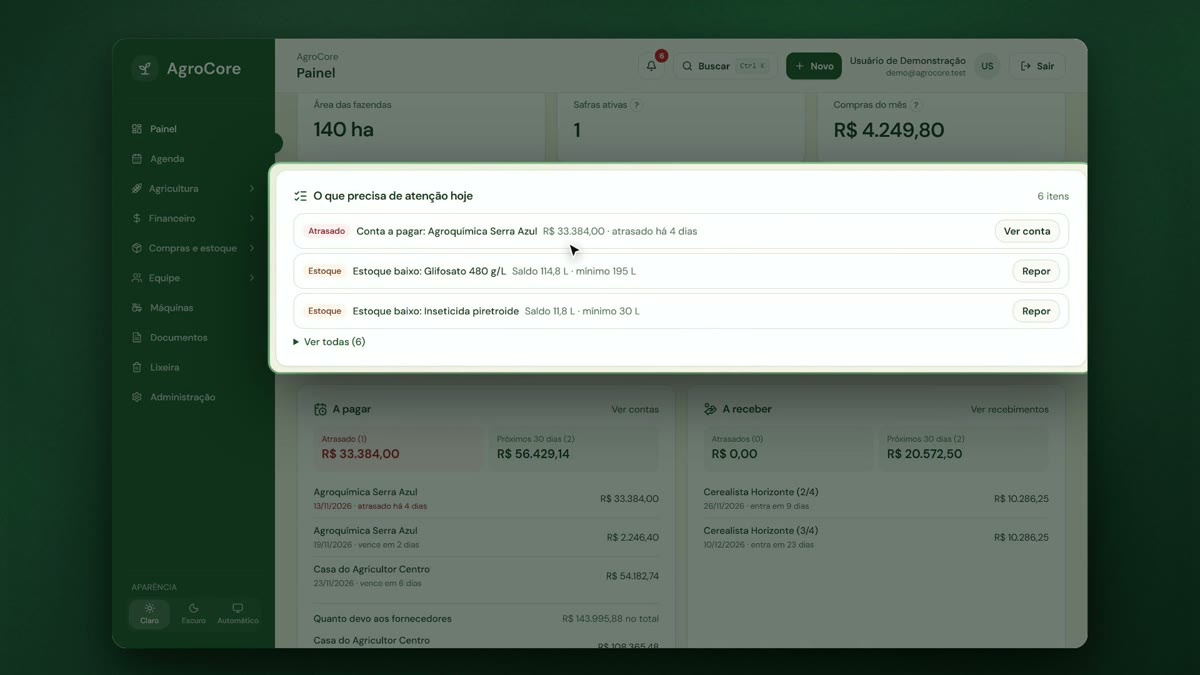 AgroCore
Painel
Agenda
Agricultura
Financeiro
Compras e estoque
Equipe
Máquinas
Documentos
Lixeira
Administração
APARÊNCIA
Claro
Escuro
Automático
AgroCore
Painel
6
Buscar
Ctrl K
Novo
Usuário de Demonstração
demo@agrocore.test
US
Sair
Área das fazendas
140 ha
Safras ativas ?
1
Compras do mês ?
R$ 4.249,80
O que precisa de atenção hoje
6 itens
Atrasado Conta a pagar: Agroquímica Serra Azul R$ 33.384,00 · atrasado há 4 dias Ver conta
Estoque Estoque baixo: Glifosato 480 g/L Saldo 114,8 L · mínimo 195 L Repor
Estoque Estoque baixo: Inseticida piretroide Saldo 11,8 L · mínimo 30 L Repor
Ver todas (6)
A pagar
Ver contas
Atrasado (1)
R$ 33.384,00
Próximos 30 dias (2)
R$ 56.429,14
Agroquímica Serra Azul
13/11/2026 · atrasado há 4 dias
R$ 33.384,00
Agroquímica Serra Azul
19/11/2026 · vence em 2 dias
R$ 2.246,40
Casa do Agricultor Centro
23/11/2026 · vence em 6 dias
R$ 54.182,74
Quanto devo aos fornecedores
R$ 143.995,88 no total
Casa do Agricultor Centro
R$ 108.365,48
A receber
Ver recebimentos
Atrasados (0)
R$ 0,00
Próximos 30 dias (2)
R$ 20.572,50
Cerealista Horizonte (2/4)
26/11/2026 · entra em 9 dias
R$ 10.286,25
Cerealista Horizonte (3/4)
10/12/2026 · entra em 23 dias
R$ 10.286,25